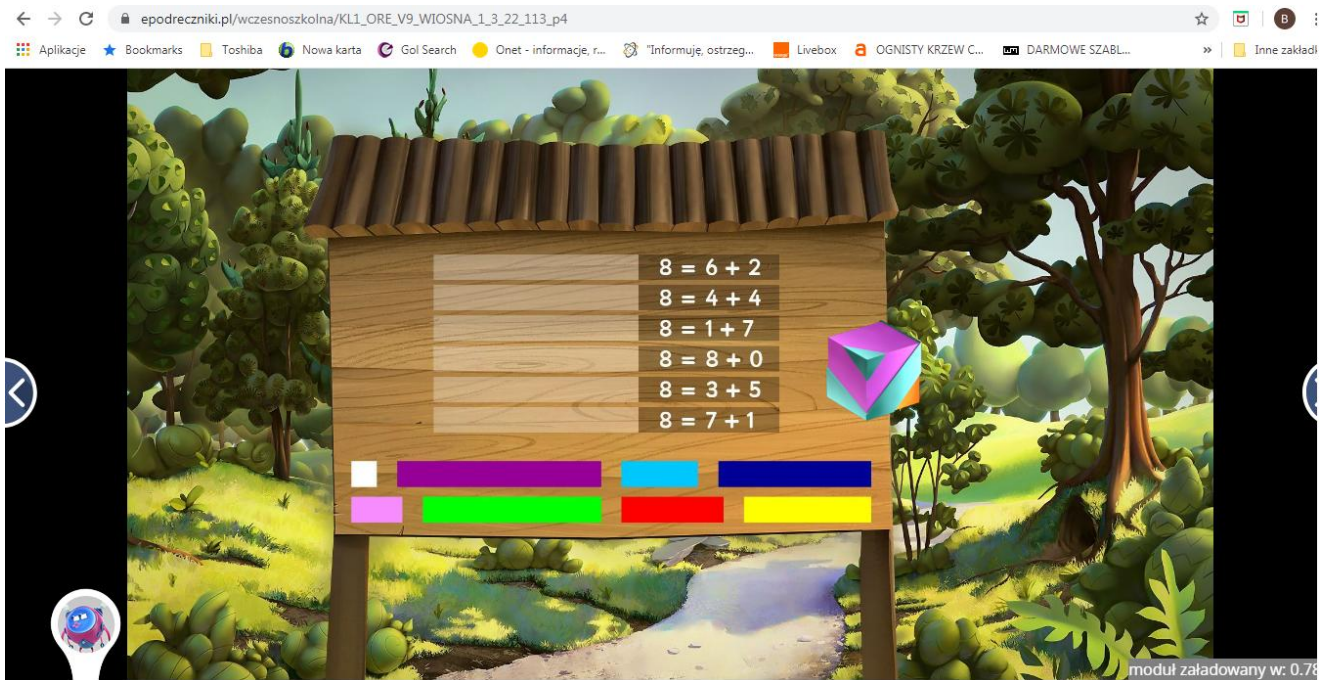 epodreczniki.pl/wczesnoszkolna/KL1_ORE_V9_WIOSNA_1_3_22_113_p4
B
Aplikacje Bookmarks Toshiba Nowa karta Gol Search Onet - informacje, r... "Informuję, ostrzeg... Livebox OGNISTY KRZEW C... DARMOWE SZABL... » Inne zakładk
8 = 6 + 2
8 = 4 + 4
8 = 1 + 7
8 = 8 + 0
8 = 3 + 5
8 = 7 + 1
moduł załadowany w: 0.78